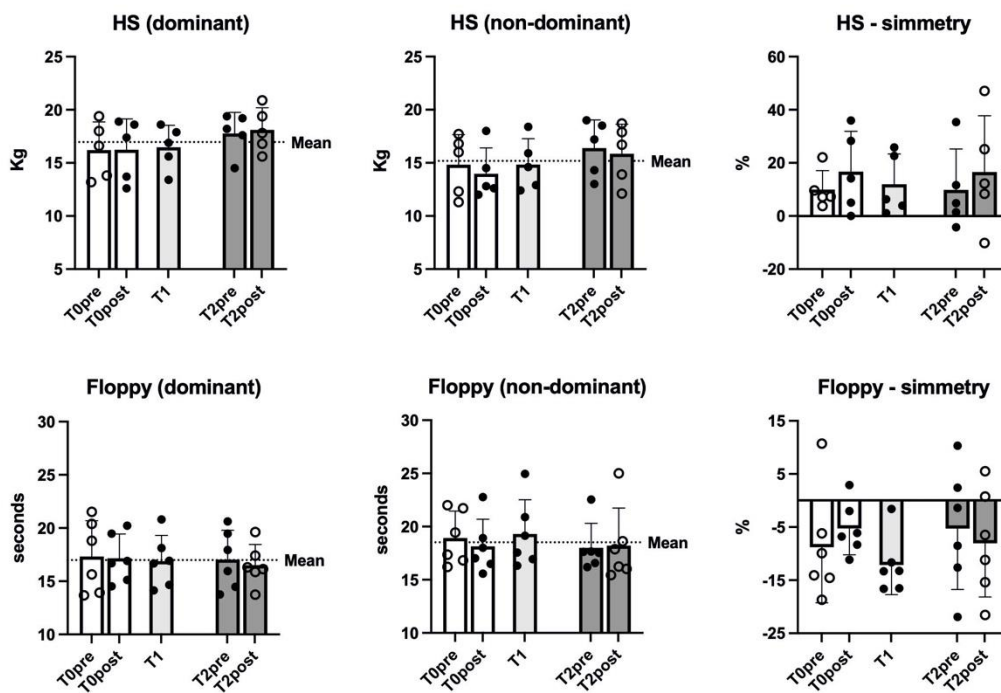 HS (dominant)
HS (non-dominant)
HS - simmetry
25
20
15
10
5
Kg
Mean
T0pre
T0post
T1
T2pre
T2post
25
20
15
10
5
Kg
Mean
T0pre
T0post
T1
T2pre
T2post
60
40
20
0
-20
%
T0pre
T0post
T1
T2pre
T2post
Floppy (dominant)
Floppy (non-dominant)
Floppy - simmetry
30
25
20
15
10
seconds
Mean
T0pre
T0post
T1
T2pre
T2post
30
25
20
15
10
seconds
Mean
T0pre
T0post
T1
T2pre
T2post
15
5
-5
-15
-25
%
T0pre
T0post
T1
T2pre
T2post